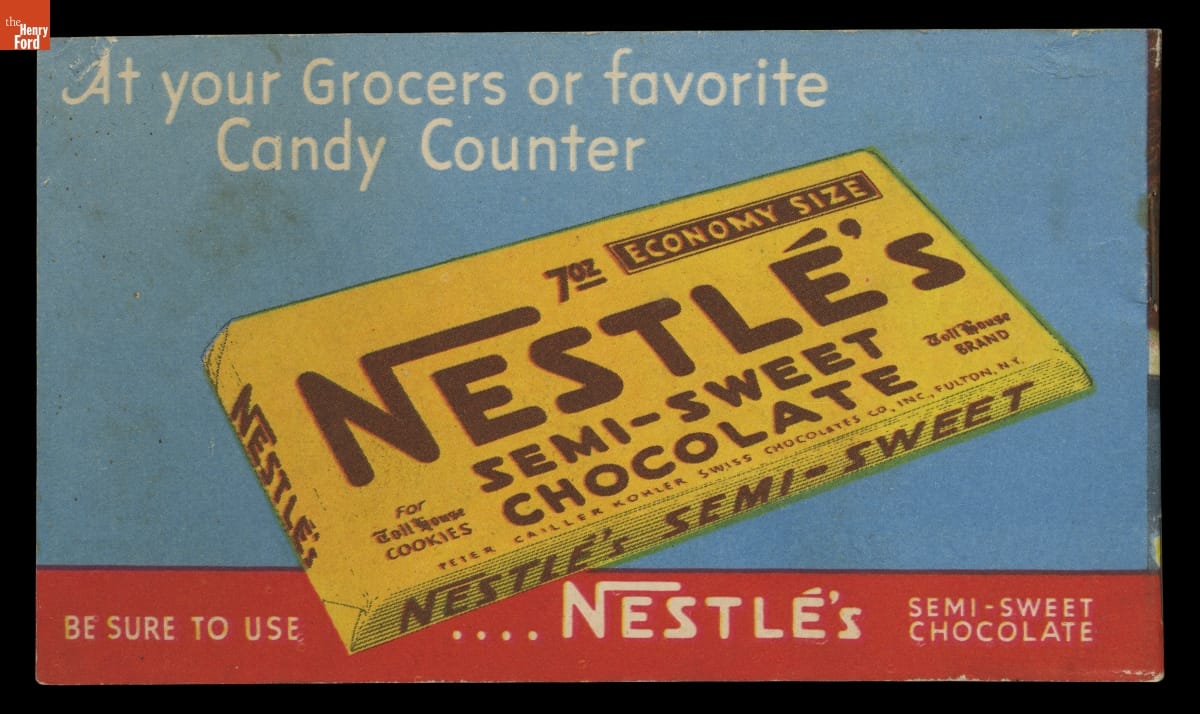 the
Henry
Ford
At your Grocers or favorite
Candy Counter
7oz ECONOMY SIZE
NESTLÉ's
SEMI-SWEET
CHOCOLATE
Toll House
BRAND
FOR
Toll House
COOKIES
PETER CAILLER KOHLER SWISS CHOCOLATES CO, INC, FULTON, N.Y.
NESTLÉ's
NESTLÉ's SEMI-SWEET
BE SURE TO USE .... NESTLÉ's SEMI-SWEET
CHOCOLATE